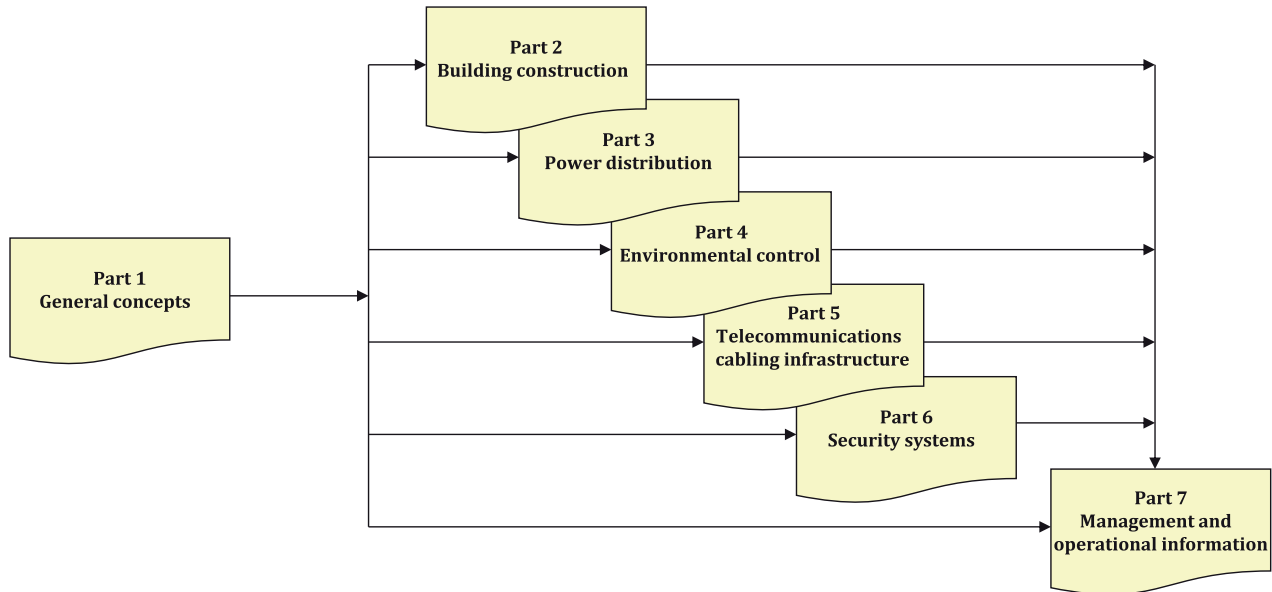 Part 2
Building construction
Part 3
Power distribution
Part 4
Environmental control
Part 1
General concepts
Part 5
Telecommunications
cabling infrastructure
Part 6
Security systems
Part 7
Management and
operational information